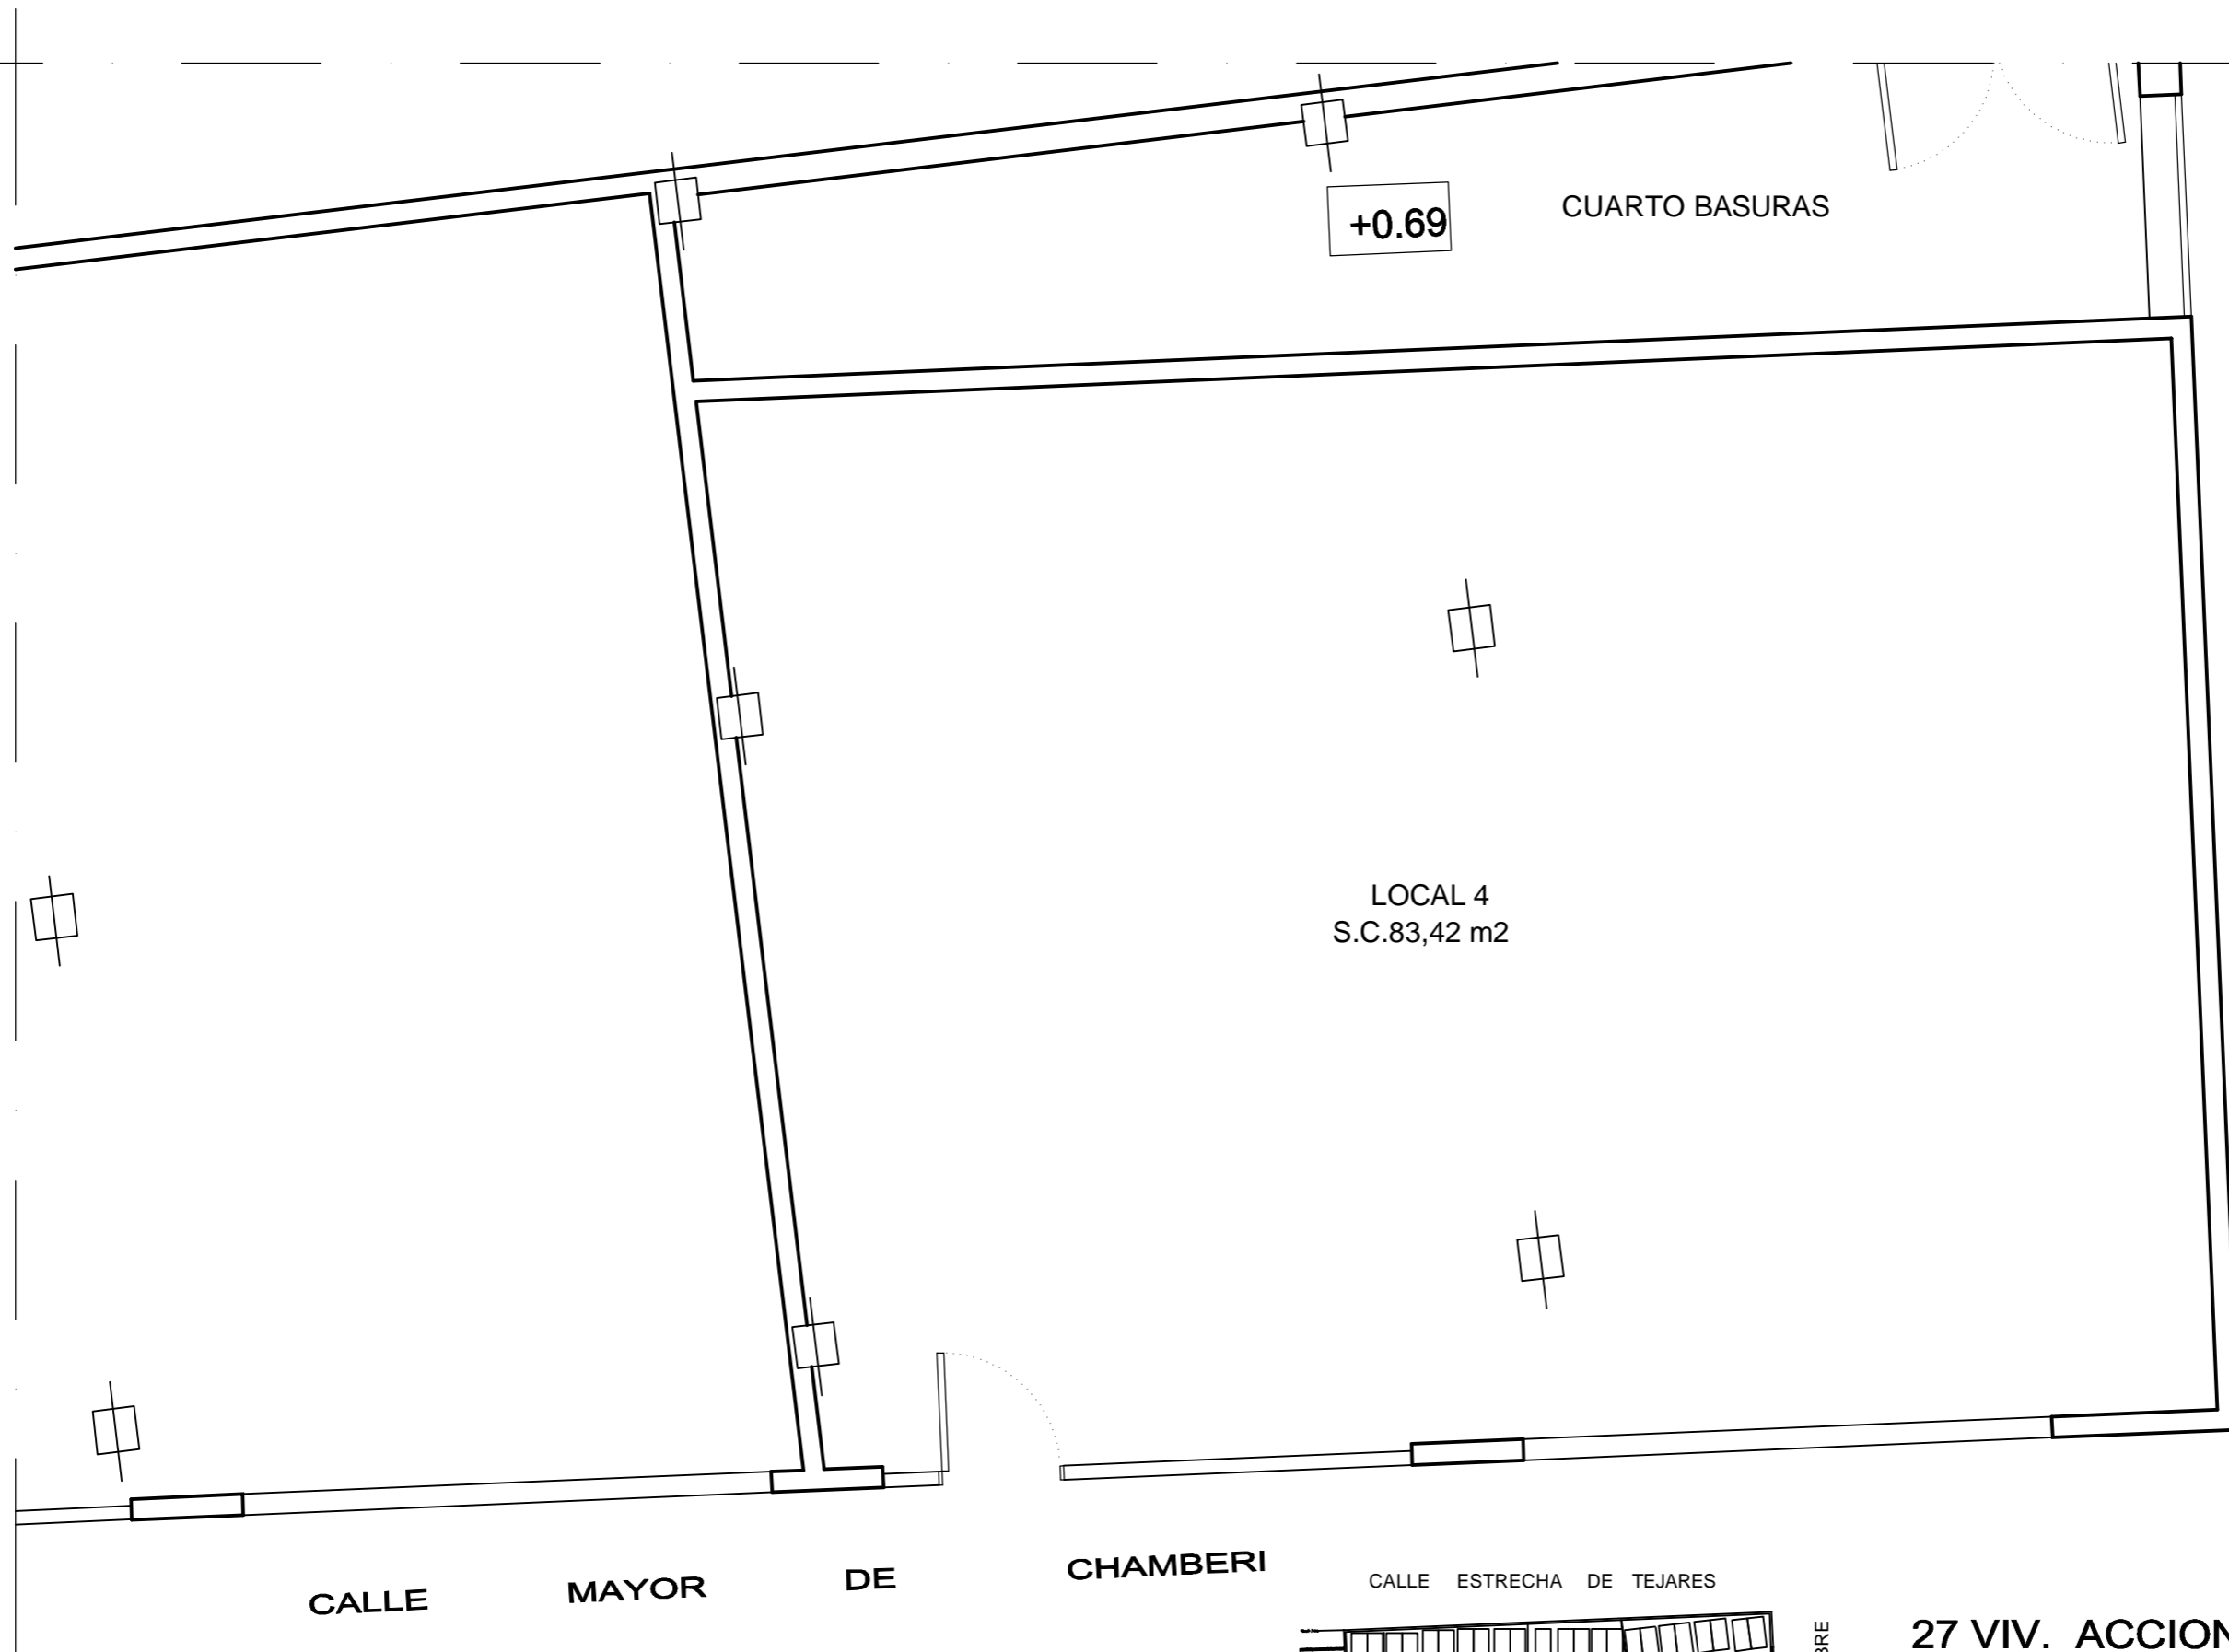 +0.69
CUARTO BASURAS
LOCAL 4
S.C.83,42 m2
CALLE MAYOR DE CHAMBERI
CALLE ESTRECHA DE TEJARES
27 VIV. ACCION